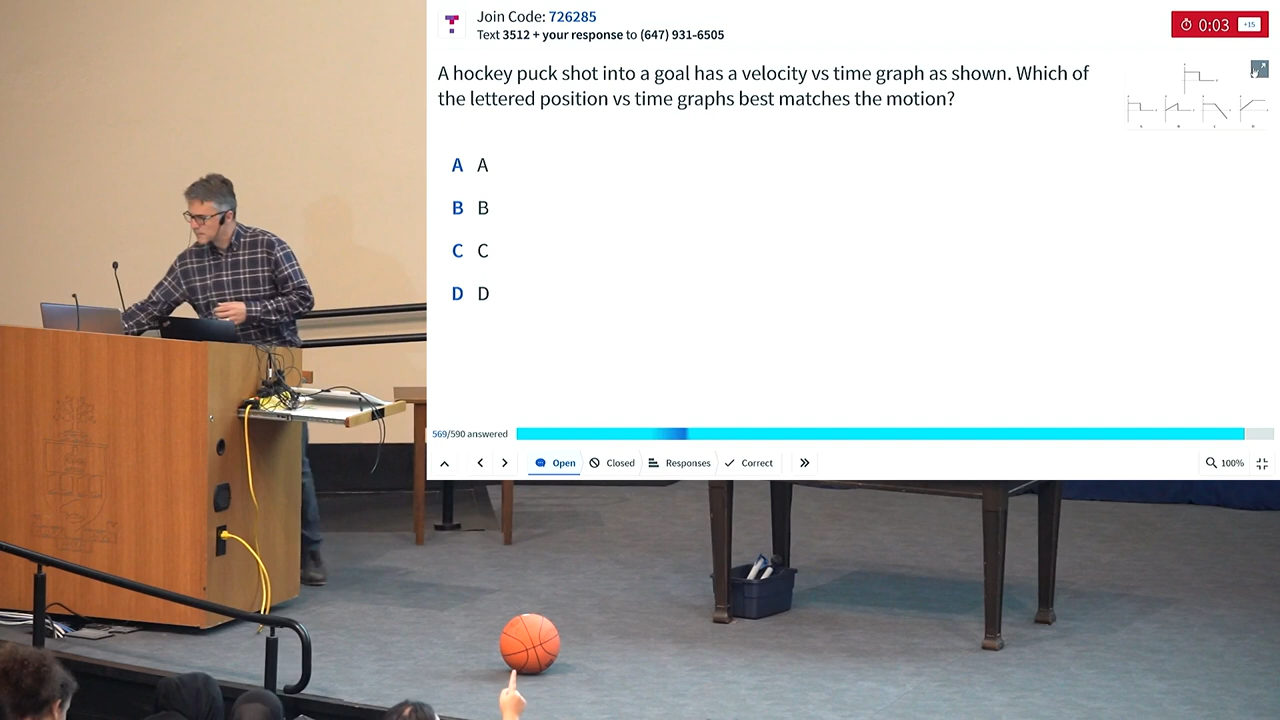 Join Code: 726285
Text 3512 + your response to (647) 931-6505
0:03
+15
A hockey puck shot into a goal has a velocity vs time graph as shown. Which of
the lettered position vs time graphs best matches the motion?
A A
B B
C C
D D
569/590 answered
Open
Closed
Responses
Correct
100%